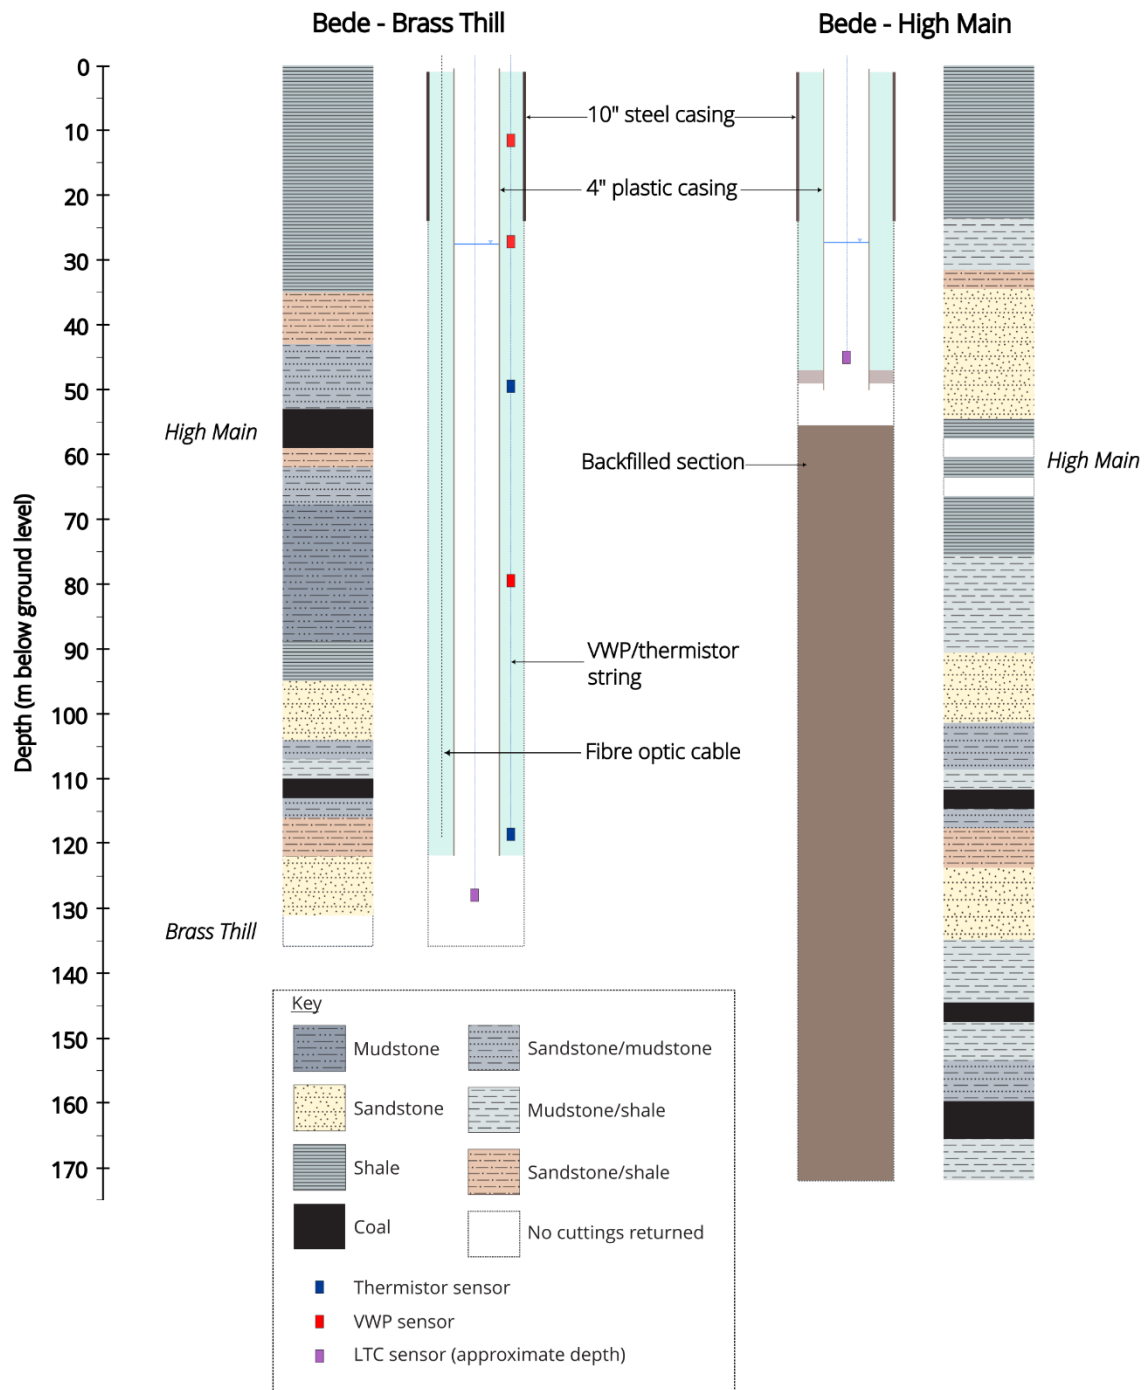 Bede - Brass Thill
Bede - High Main
0
10
20
30
40
50
60
70
80
90
100
110
120
130
140
150
160
170
Depth (m below ground level)
High Main
Brass Thill
10" steel casing
4" plastic casing
Backfilled section
VWP/thermistor
string
Fibre optic cable
High Main
Key
Mudstone
Sandstone/mudstone
Sandstone
Mudstone/shale
Shale
Sandstone/shale
Coal
No cuttings returned
Thermistor sensor
VWP sensor
LTC sensor (approximate depth)